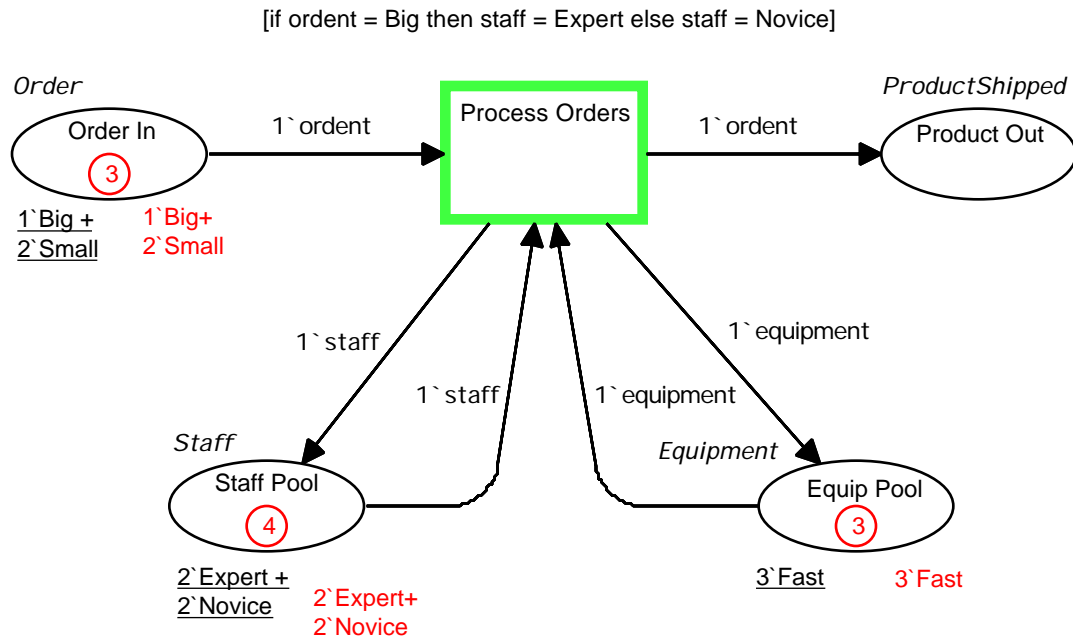 [if ordent = Big then staff = Expert else staff = Novice]
Order
ProductShipped
Order In
3
1`ordent
Process Orders
1`ordent
Product Out
1`Big +
2`Small
1`Big+
2`Small
1`staff
1`equipment
1`staff
1`equipment
Staff
Equipment
Staff Pool
4
Equip Pool
3
2`Expert +
2`Novice
2`Expert+
2`Novice
3`Fast
3`Fast